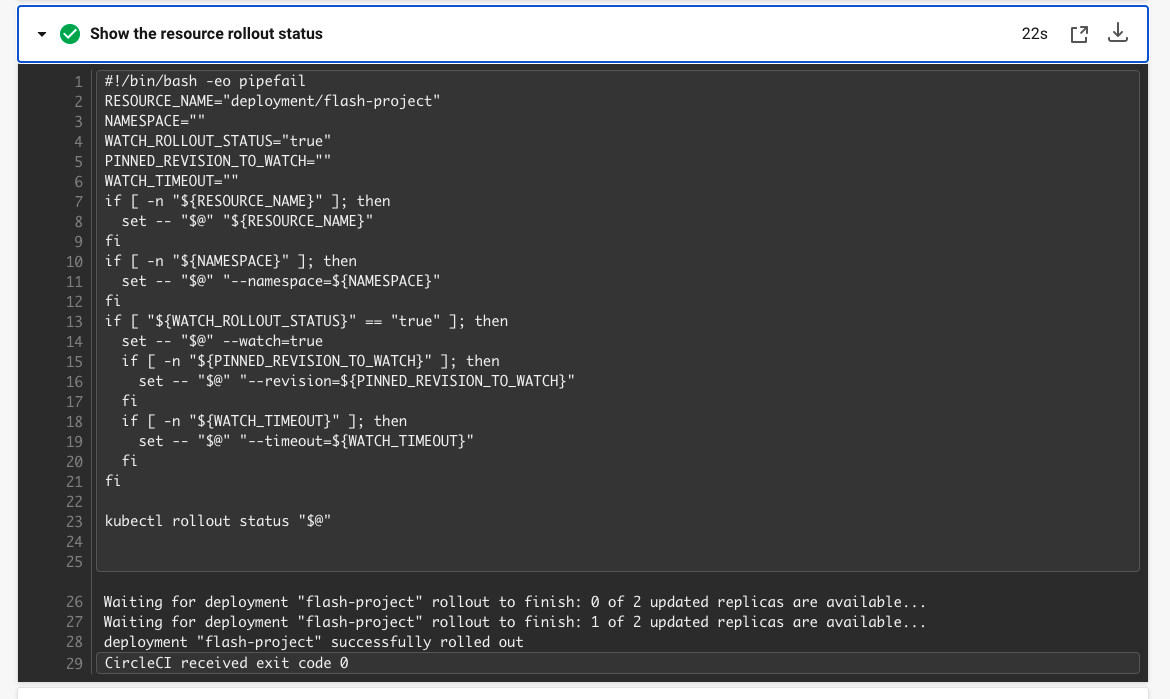 Show the resource rollout status 22s
1 #!/bin/bash -eo pipefail
2 RESOURCE_NAME="deployment/flash-project"
3 NAMESPACE=""
4 WATCH_ROLLOUT_STATUS="true"
5 PINNED_REVISION_TO_WATCH=""
6 WATCH_TIMEOUT=""
7 if [ -n "${RESOURCE_NAME}" ]; then
8   set -- "$@" "${RESOURCE_NAME}"
9 fi
10 if [ -n "${NAMESPACE}" ]; then
11   set -- "$@" "--namespace=${NAMESPACE}"
12 fi
13 if [ "${WATCH_ROLLOUT_STATUS}" == "true" ]; then
14   set -- "$@" --watch=true
15   if [ -n "${PINNED_REVISION_TO_WATCH}" ]; then
16     set -- "$@" "--revision=${PINNED_REVISION_TO_WATCH}"
17   fi
18   if [ -n "${WATCH_TIMEOUT}" ]; then
19     set -- "$@" "--timeout=${WATCH_TIMEOUT}"
20   fi
21 fi
22
23 kubectl rollout status "$@"
24
25
26 Waiting for deployment "flash-project" rollout to finish: 0 of 2 updated replicas are available...
27 Waiting for deployment "flash-project" rollout to finish: 1 of 2 updated replicas are available...
28 deployment "flash-project" successfully rolled out
29 CircleCI received exit code 0